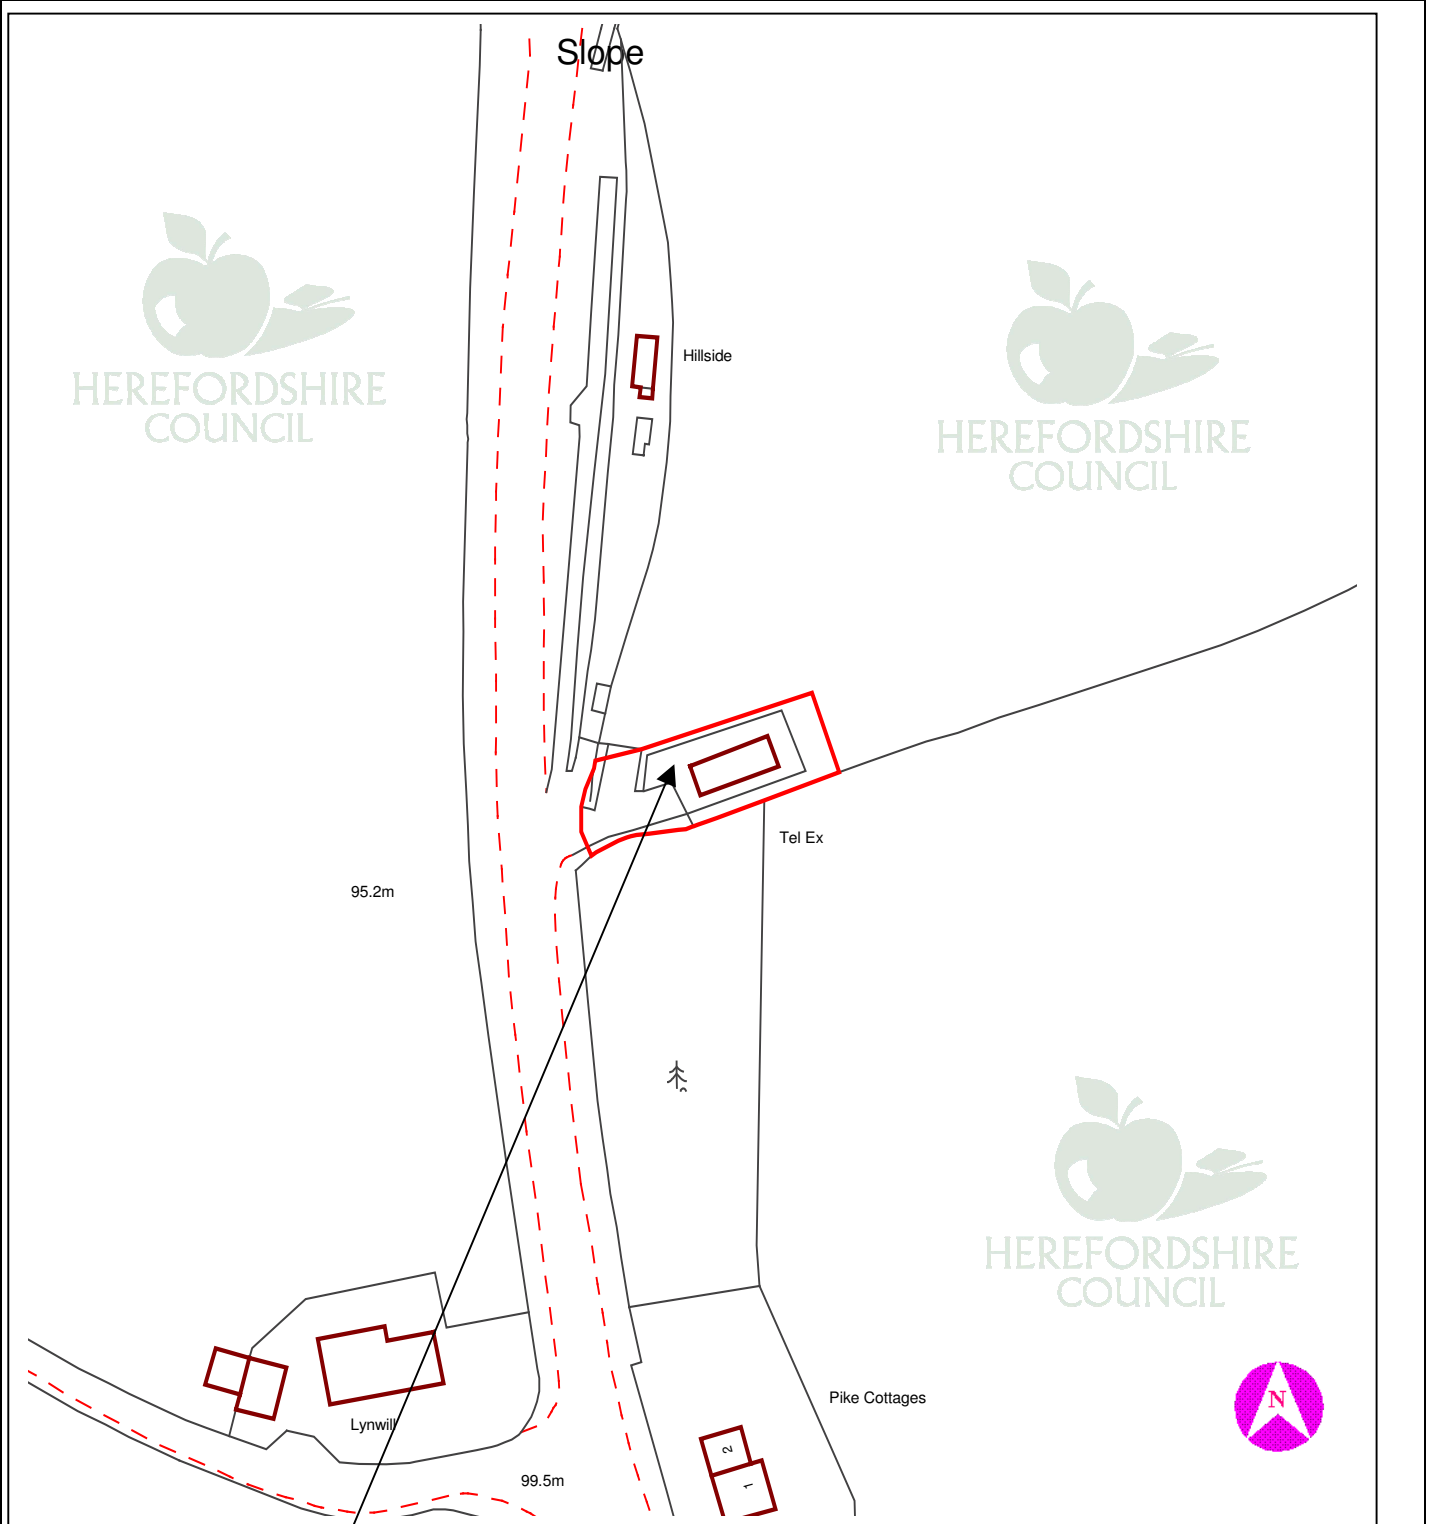 Slope
HEREFORDSHIRE
COUNCIL
Hillside
HEREFORDSHIRE
COUNCIL
Tel Ex
95.2m
HEREFORDSHIRE
COUNCIL
Lynwill
Pike Cottages
N
2
1
99.5m